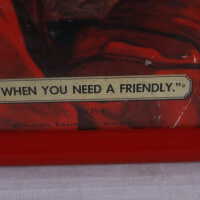 WHEN YOU NEED A FRIENDLY."